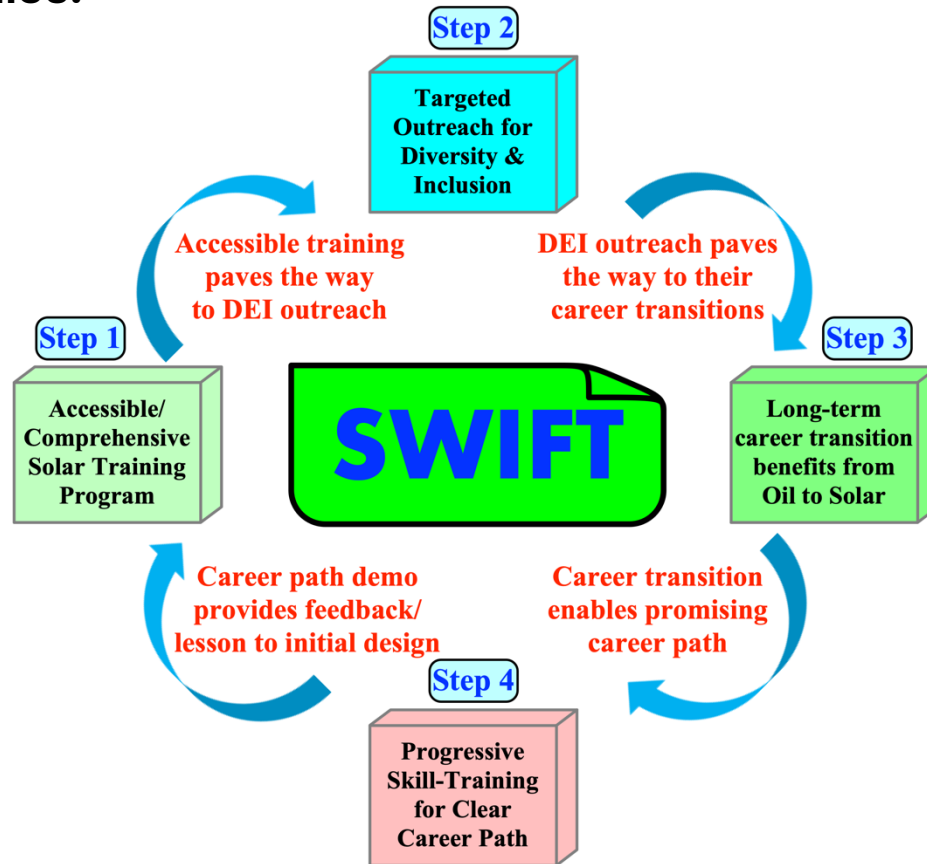 Step 2
Targeted
Outreach for
Diversity &
Inclusion
Accessible training
paves the way
to DEI outreach
DEI outreach paves
the way to their
career transitions
Step 1
Accessible/
Comprehensive
Solar Training
Program
SWIFT
Step 3
Long-term
career transition
benefits from
Oil to Solar
Career path demo
provides feedback/
lesson to initial design
Career transition
enables promising
career path
Step 4
Progressive
Skill-Training
for Clear
Career Path